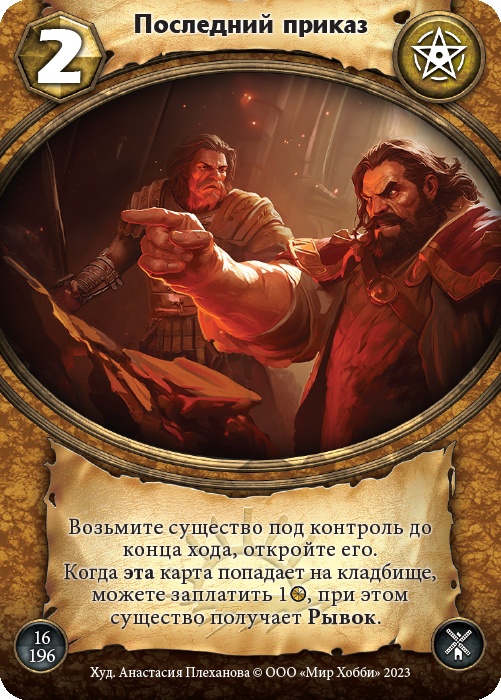 2
Последний приказ
Возьмите существо под контроль до
конца хода, откройте его.
Когда эта карта попадает на кладбище,
можете заплатить 1, при этом
существо получает Рывок.
16
196
Худ. Анастасия Плеханова © ООО «Мир Хобби» 2023